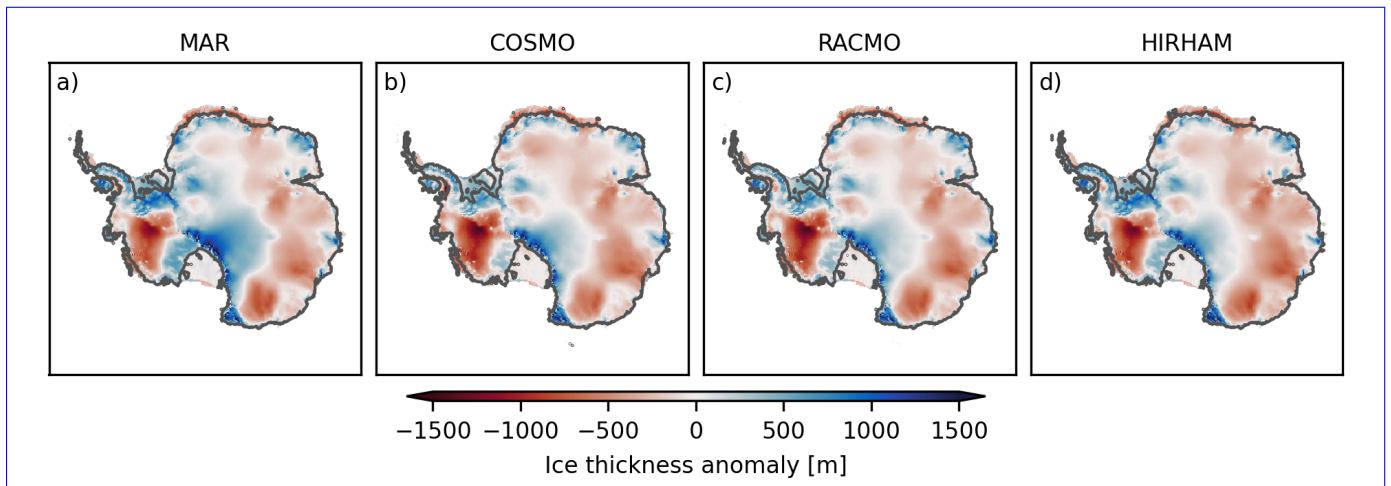 MAR COSMO RACMO HIRHAM
a) b) c) d)
−1500 −1000 −500 0 500 1000 1500
Ice thickness anomaly [m]